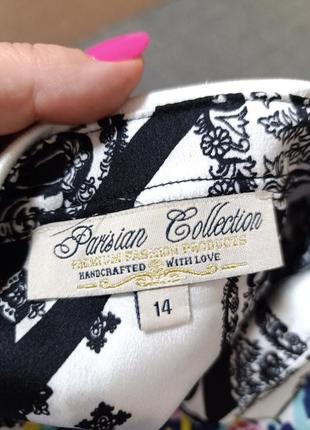 Parisian Collection
PREMIUM FASHION PRODUCTS
HANDCRAFTED WITH LOVE
14